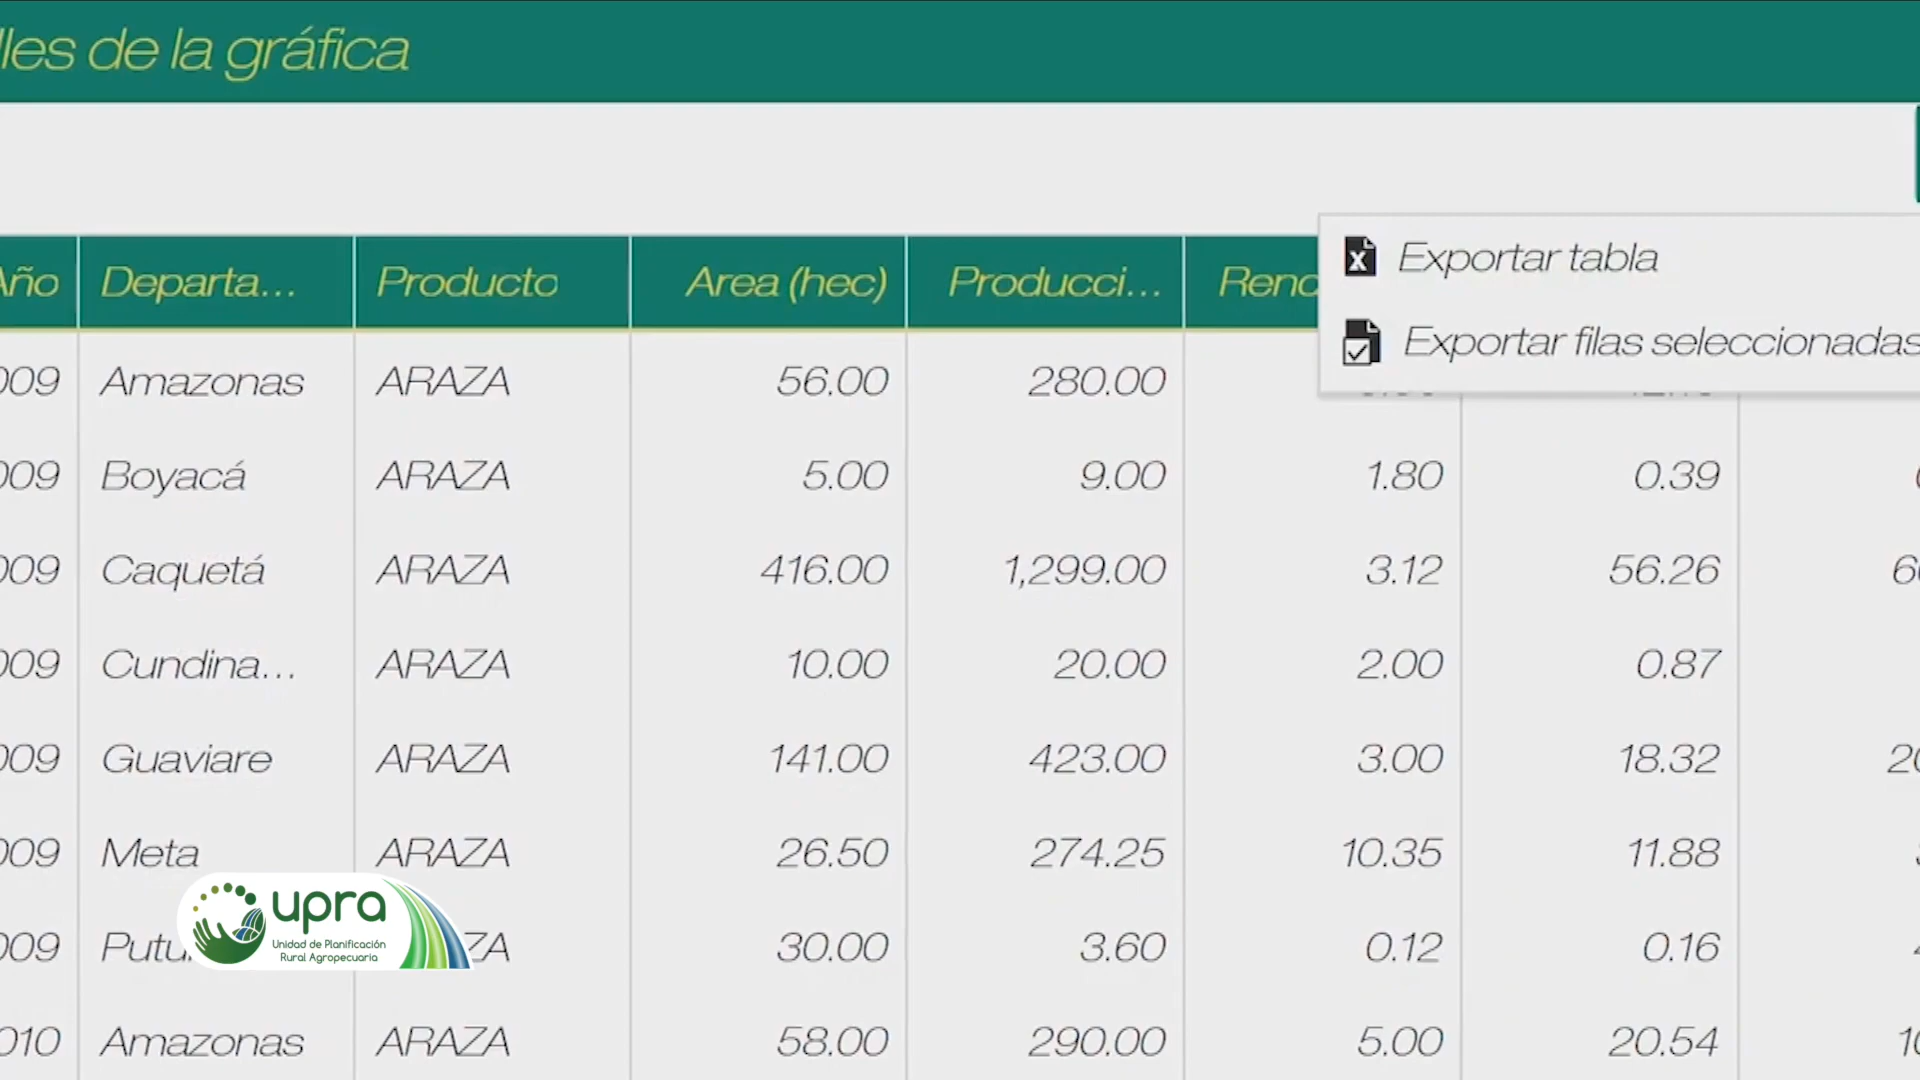 lles de la gráfica
Exportar tabla
Exportar filas seleccionadas
Año Departa... Producto Area (hec) Producci...
009 Amazonas ARAZA 56.00 280.00
009 Boyacá ARAZA 5.00 9.00 1.80 0.39
009 Caquetá ARAZA 416.00 1,299.00 3.12 56.26
009 Cundina... ARAZA 10.00 20.00 2.00 0.87
009 Guaviare ARAZA 141.00 423.00 3.00 18.32
009 Meta ARAZA 26.50 274.25 10.35 11.88
009 Putu 30.00 3.60 0.12 0.16
010 Amazonas ARAZA 58.00 290.00 5.00 20.54
upra
Unidad de Planificación
Rural Agropecuaria